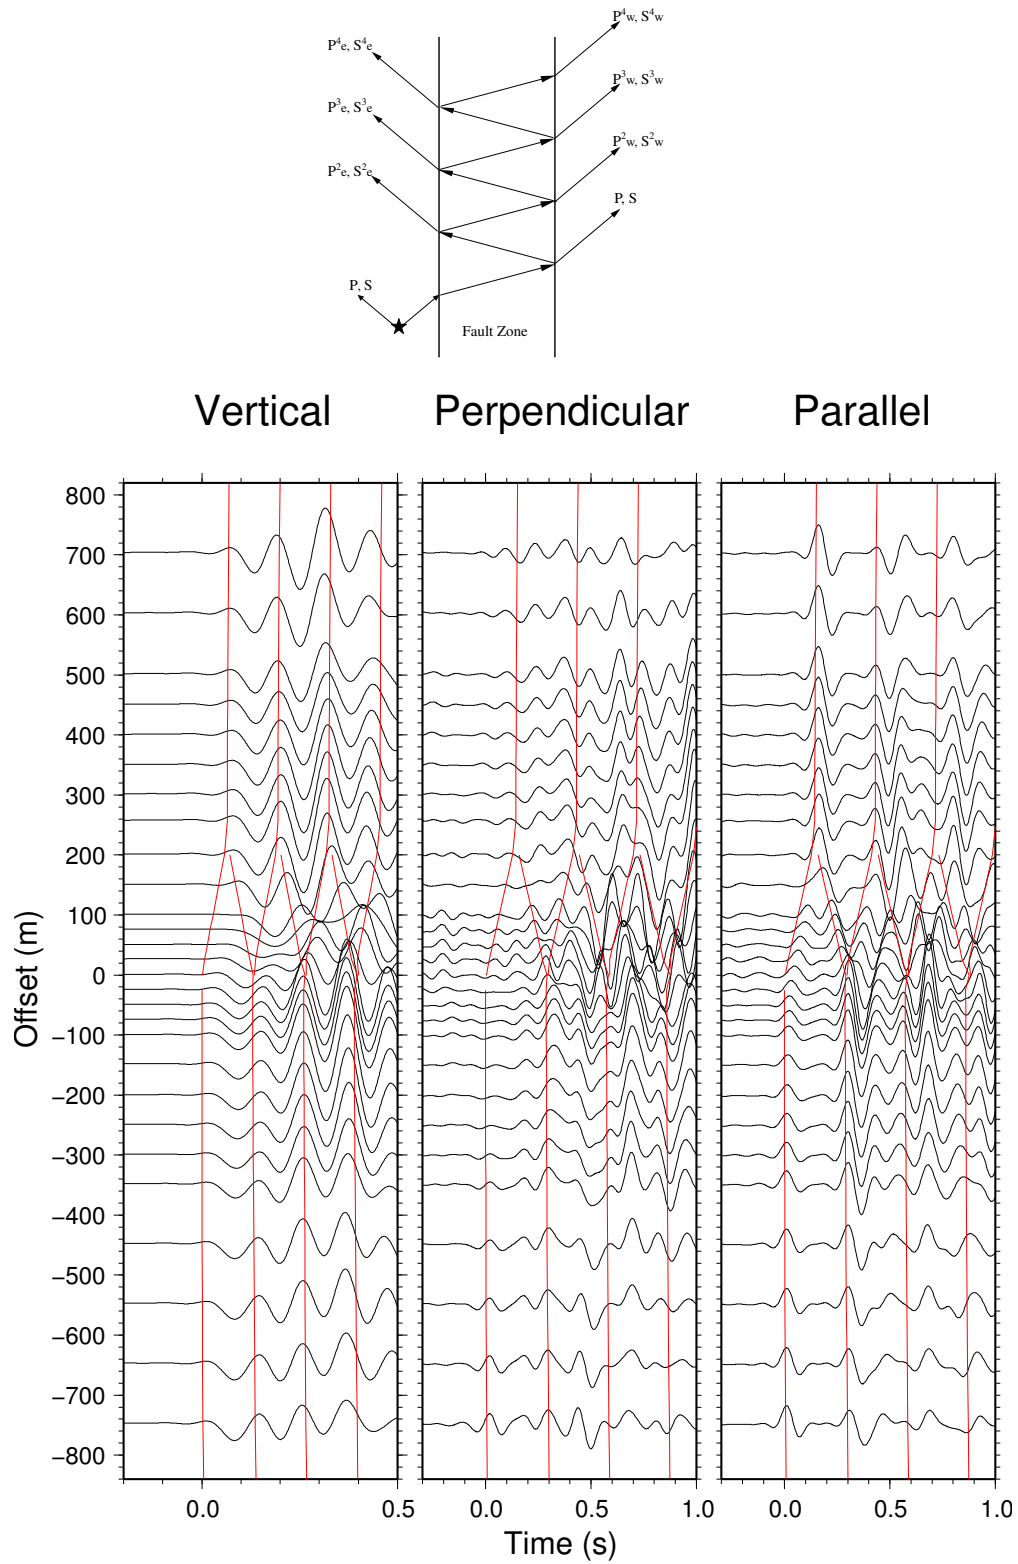 P⁴w, S⁴w
P⁴e, S⁴e
P³w, S³w
P³e, S³e
P²w, S²w
P²e, S²e
P, S
P, S
Fault Zone
Vertical Perpendicular Parallel
800
700
600
500
400
300
200
100
0
−100
−200
−300
−400
−500
−600
−700
−800
Offset (m)
0.0 0.5 0.0 0.5 1.0 0.0 0.5 1.0
Time (s)